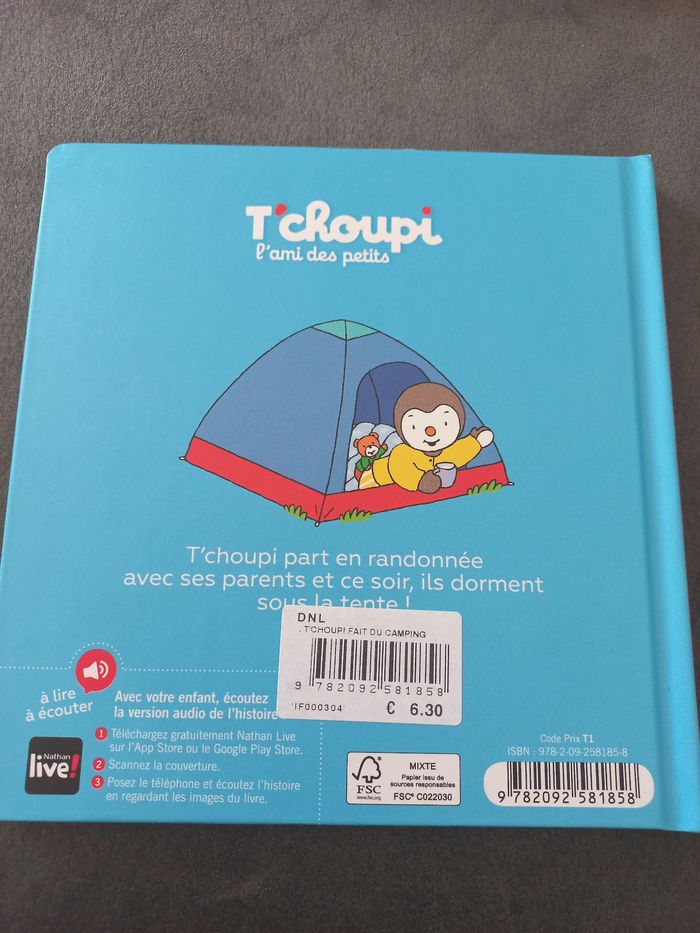 T'choupi
l'ami des petits
T'choupi part en randonnée
avec ses parents et ce soir, ils dorment
sous la tente !
DNL
. T'CHOUPI FAIT DU CAMPING
9 782092 581858
'IF000304'
€ 6.30
à lire
à écouter
Avec votre enfant, écoutez
la version audio de l'histoire
1 Téléchargez gratuitement Nathan Live
sur l'App Store ou le Google Play Store.
2 Scannez la couverture.
3 Posez le téléphone et écoutez l'histoire
en regardant les images du livre.
Nathan
live!
FSC
www.fsc.org
MIXTE
Papier issu de
sources responsables
FSC® C022030
Code Prix T1
ISBN : 978-2-09-258185-8
9 782092 581858